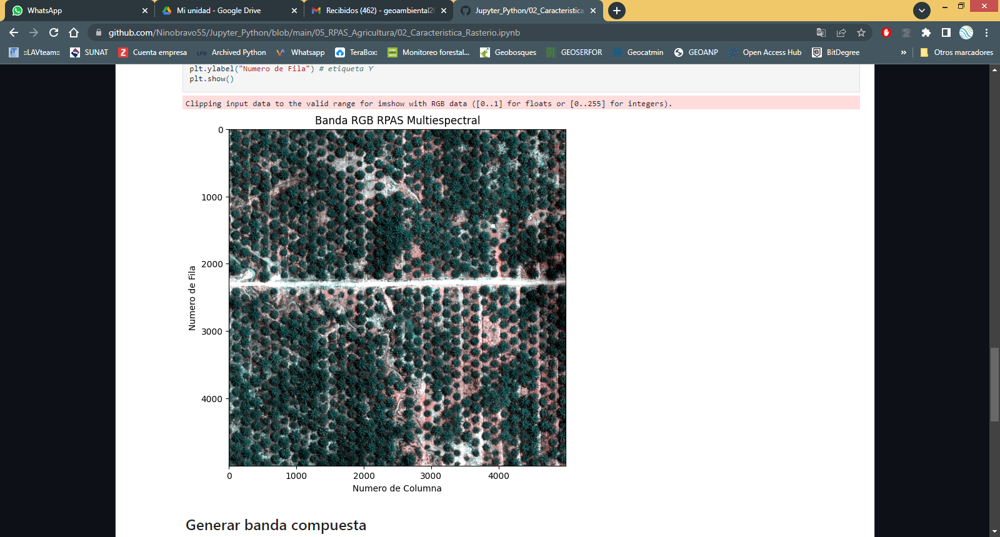 WhatsApp
Mi unidad - Google Drive
Recibidos (462) - geoambiental20
Jupyter_Python/02_Caracteristica
github.com/Ninobravo55/Jupyter_Python/blob/main/05_RPAS_Agricultura/02_Caracteristica_Rasterio.ipynb
::LAVteam:: SUNAT Cuenta empresa LFD Archived Python Whatsapp TeraBox: Monitoreo forestal... Geobosques GEOSERFOR Geocatmin GEOANP Open Access Hub BitDegree » Otros marcadores
plt.ylabel("Numero de Fila") # etiqueta Y
plt.show()
Clipping input data to the valid range for imshow with RGB data ([0..1] for floats or [0..255] for integers).
Banda RGB RPAS Multiespectral
0
1000
2000
3000
4000
Numero de Fila
0 1000 2000 3000 4000
Numero de Columna
Generar banda compuesta